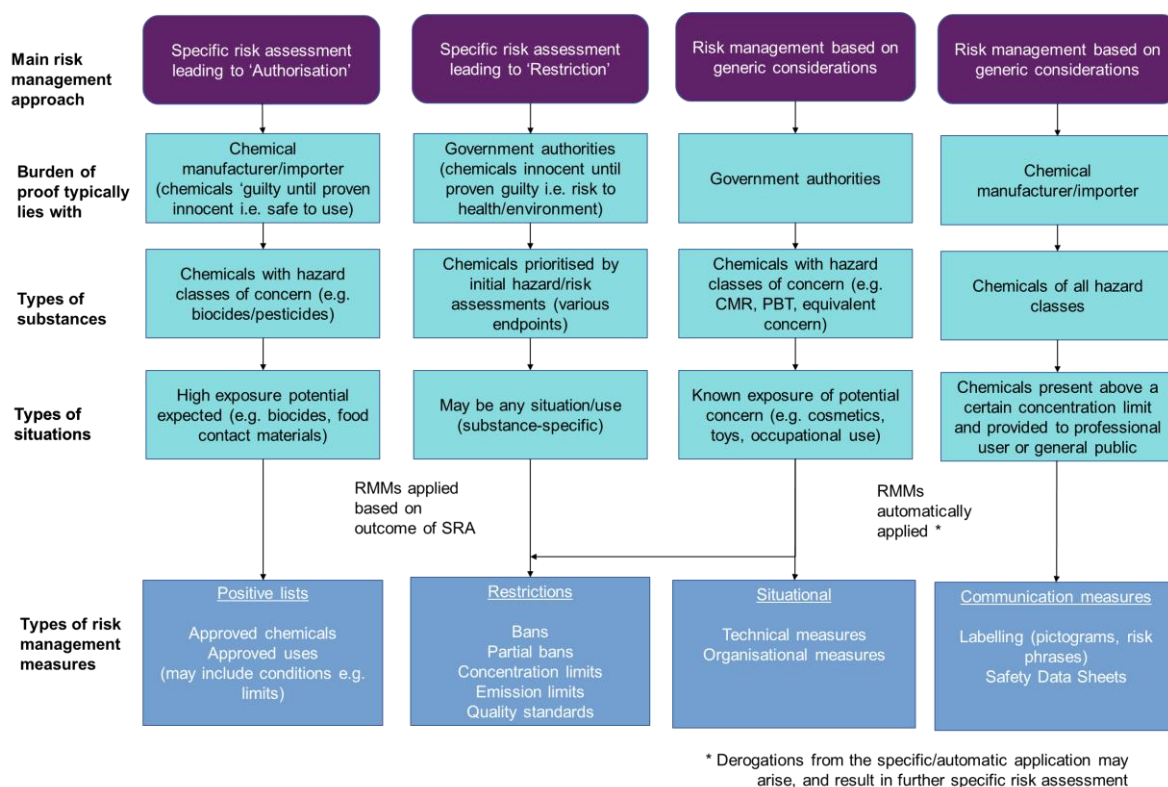 Main risk
management
approach
Specific risk assessment
leading to ‘Authorisation’
Specific risk assessment
leading to ‘Restriction’
Risk management based on
generic considerations
Risk management based on
generic considerations
Burden of
proof typically
lies with
Chemical
manufacturer/importer
(chemicals ‘guilty until proven
innocent i.e. safe to use)
Government authorities
(chemicals innocent until
proven guilty i.e. risk to
health/environment)
Government authorities
Chemical
manufacturer/importer
Types of
substances
Chemicals with hazard
classes of concern (e.g.
biocides/pesticides)
Chemicals prioritised by
initial hazard/risk
assessments (various
endpoints)
Chemicals with hazard
classes of concern (e.g.
CMR, PBT, equivalent
concern)
Chemicals of all hazard
classes
Types of
situations
High exposure potential
expected (e.g. biocides, food
contact materials)
May be any situation/use
(substance-specific)
Known exposure of potential
concern (e.g. cosmetics,
toys, occupational use)
Chemicals present above a
certain concentration limit
and provided to professional
user or general public
RMMs applied
based on
outcome of SRA
RMMs
automatically
applied *
Types of risk
management
measures
Positive lists
Approved chemicals
Approved uses
(may include conditions e.g.
limits)
Restrictions
Bans
Partial bans
Concentration limits
Emission limits
Quality standards
Situational
Technical measures
Organisational measures
Communication measures
Labelling (pictograms, risk
phrases)
Safety Data Sheets
* Derogations from the specific/automatic application may
arise, and result in further specific risk assessment